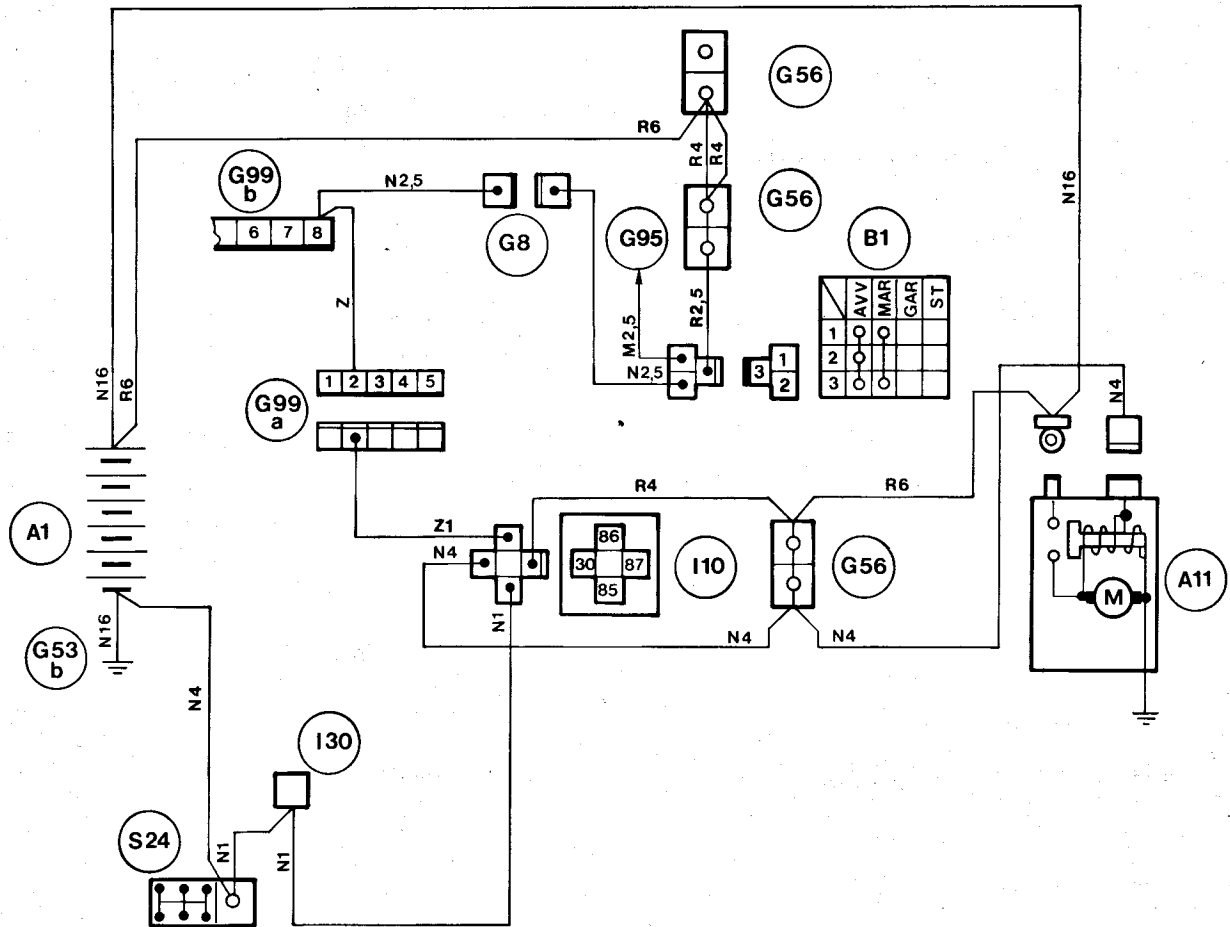 G56
R6
R4
R4
N16
G99
b
N2,5
G56
6 7 8
G8
G95
B1
Z
M2,5
R2,5
AVV MAR GAR ST
1
2
3
N2,5
3
1
2
N16
R6
1 2 3 4 5
N4
G99
a
R4
R6
A1
Z1
N4
86
30 87
85
I10
G56
A11
M
N1
N4
N4
N16
G53
b
N4
I30
S24
N1
N1